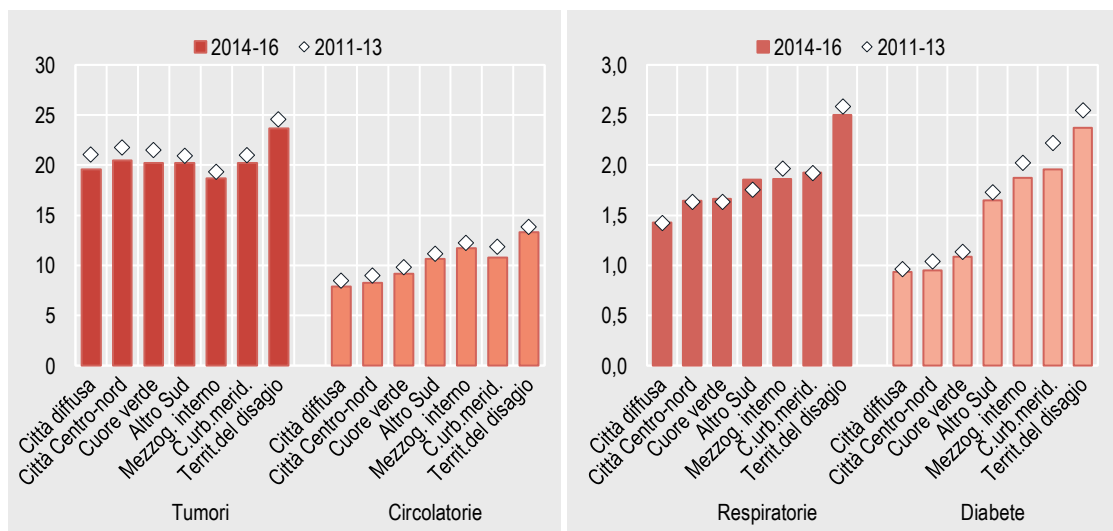 2014-16 2011-13
30
25
20
15
10
5
0
Città diffusa
Città Centro-nord
Cuore verde
Altro Sud
Mezzog. interno
C.urb.merid.
Territ.del disagio
Città diffusa
Città Centro-nord
Cuore verde
Altro Sud
Mezzog. interno
C.urb.merid.
Territ.del disagio
Tumori Circolatorie
2014-16 2011-13
3,0
2,5
2,0
1,5
1,0
0,5
0,0
Città diffusa
Città Centro-nord
Cuore verde
Altro Sud
Mezzog. interno
C.urb.merid.
Territ.del disagio
Città diffusa
Città Centro-nord
Cuore verde
Altro Sud
Mezzog. interno
C.urb.merid.
Territ.del disagio
Respiratorie Diabete